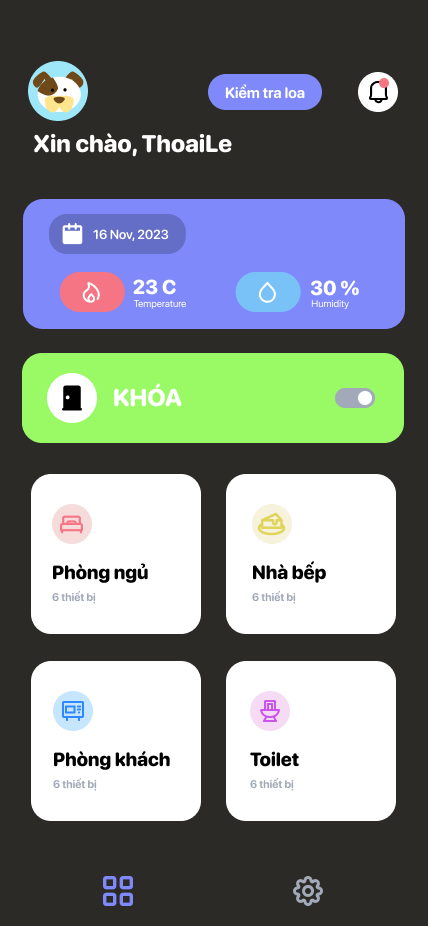 Kiểm tra loa
Xin chào, ThoaiLe
16 Nov, 2023
23 C
Temperature
30 %
Humidity
KHÓA
Phòng ngủ
6 thiết bị
Nhà bếp
6 thiết bị
Phòng khách
6 thiết bị
Toilet
6 thiết bị